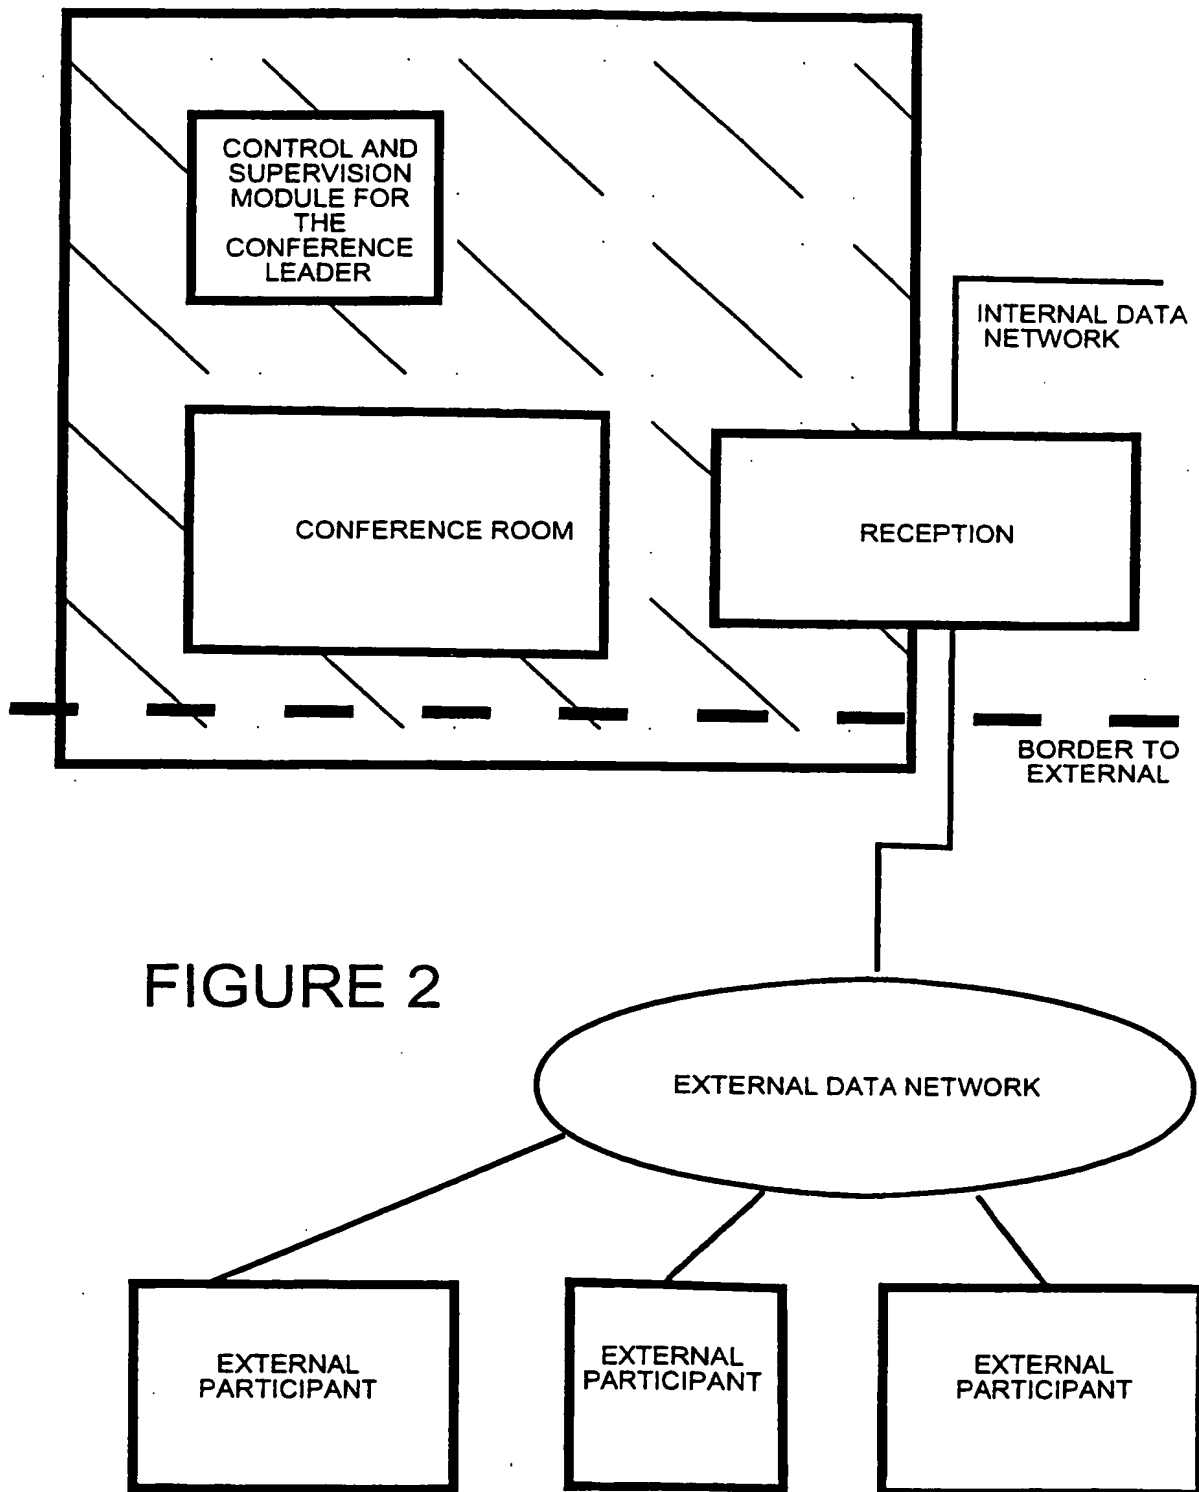 CONTROL AND
SUPERVISION
MODULE FOR
THE
CONFERENCE
LEADER
INTERNAL DATA
NETWORK
CONFERENCE ROOM
RECEPTION
BORDER TO
EXTERNAL
FIGURE 2
EXTERNAL DATA NETWORK
EXTERNAL
PARTICIPANT
EXTERNAL
PARTICIPANT
EXTERNAL
PARTICIPANT